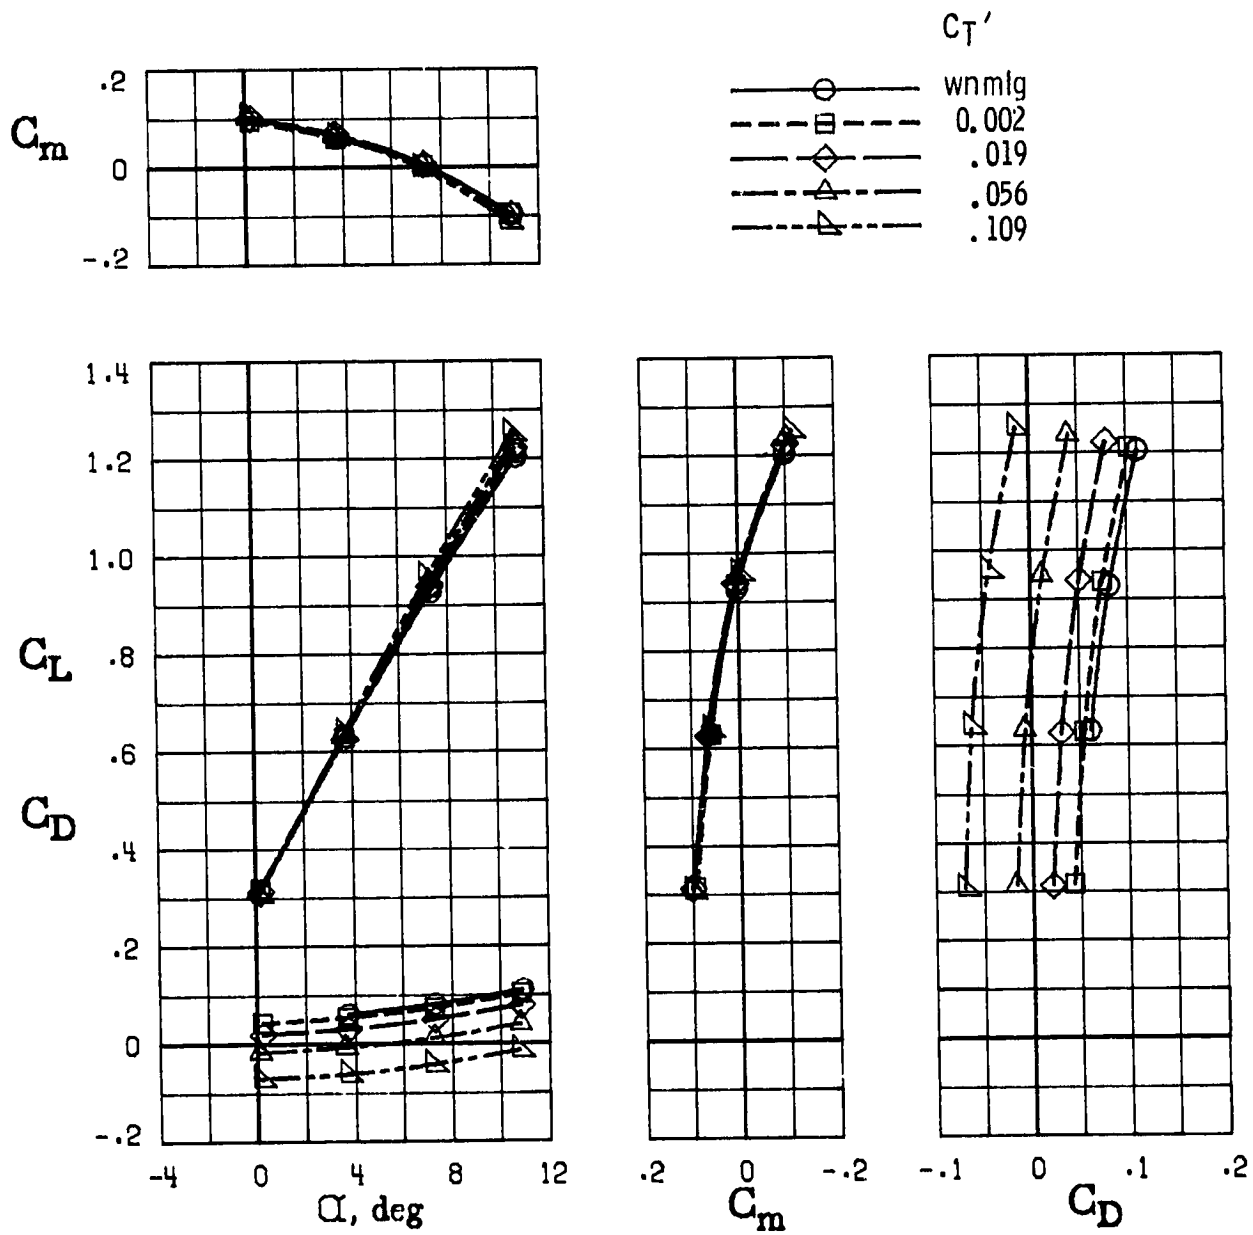 C_T′
wnmlg
0.002
.019
.056
.109
.2
C_m
0
-.2
1.4
1.2
1.0
C_L
.8
.6
C_D
.4
.2
0
-.2
-4 0 4 8 12
α, deg
.2 0 -.2
C_m
-.1 0 .1 .2
C_D